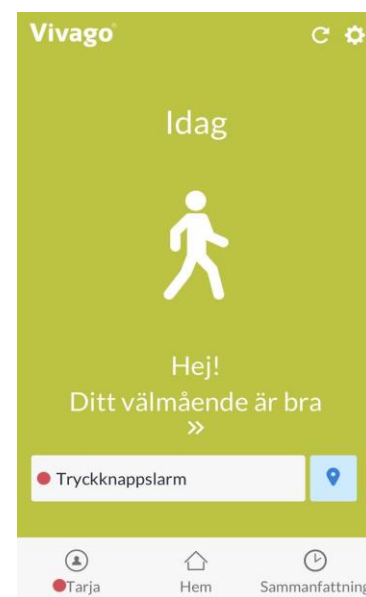 Vivago®
Idag
Hej!
Ditt välmående är bra
»
Tryckknappslarm
Tarja
Hem
Sammanfattning